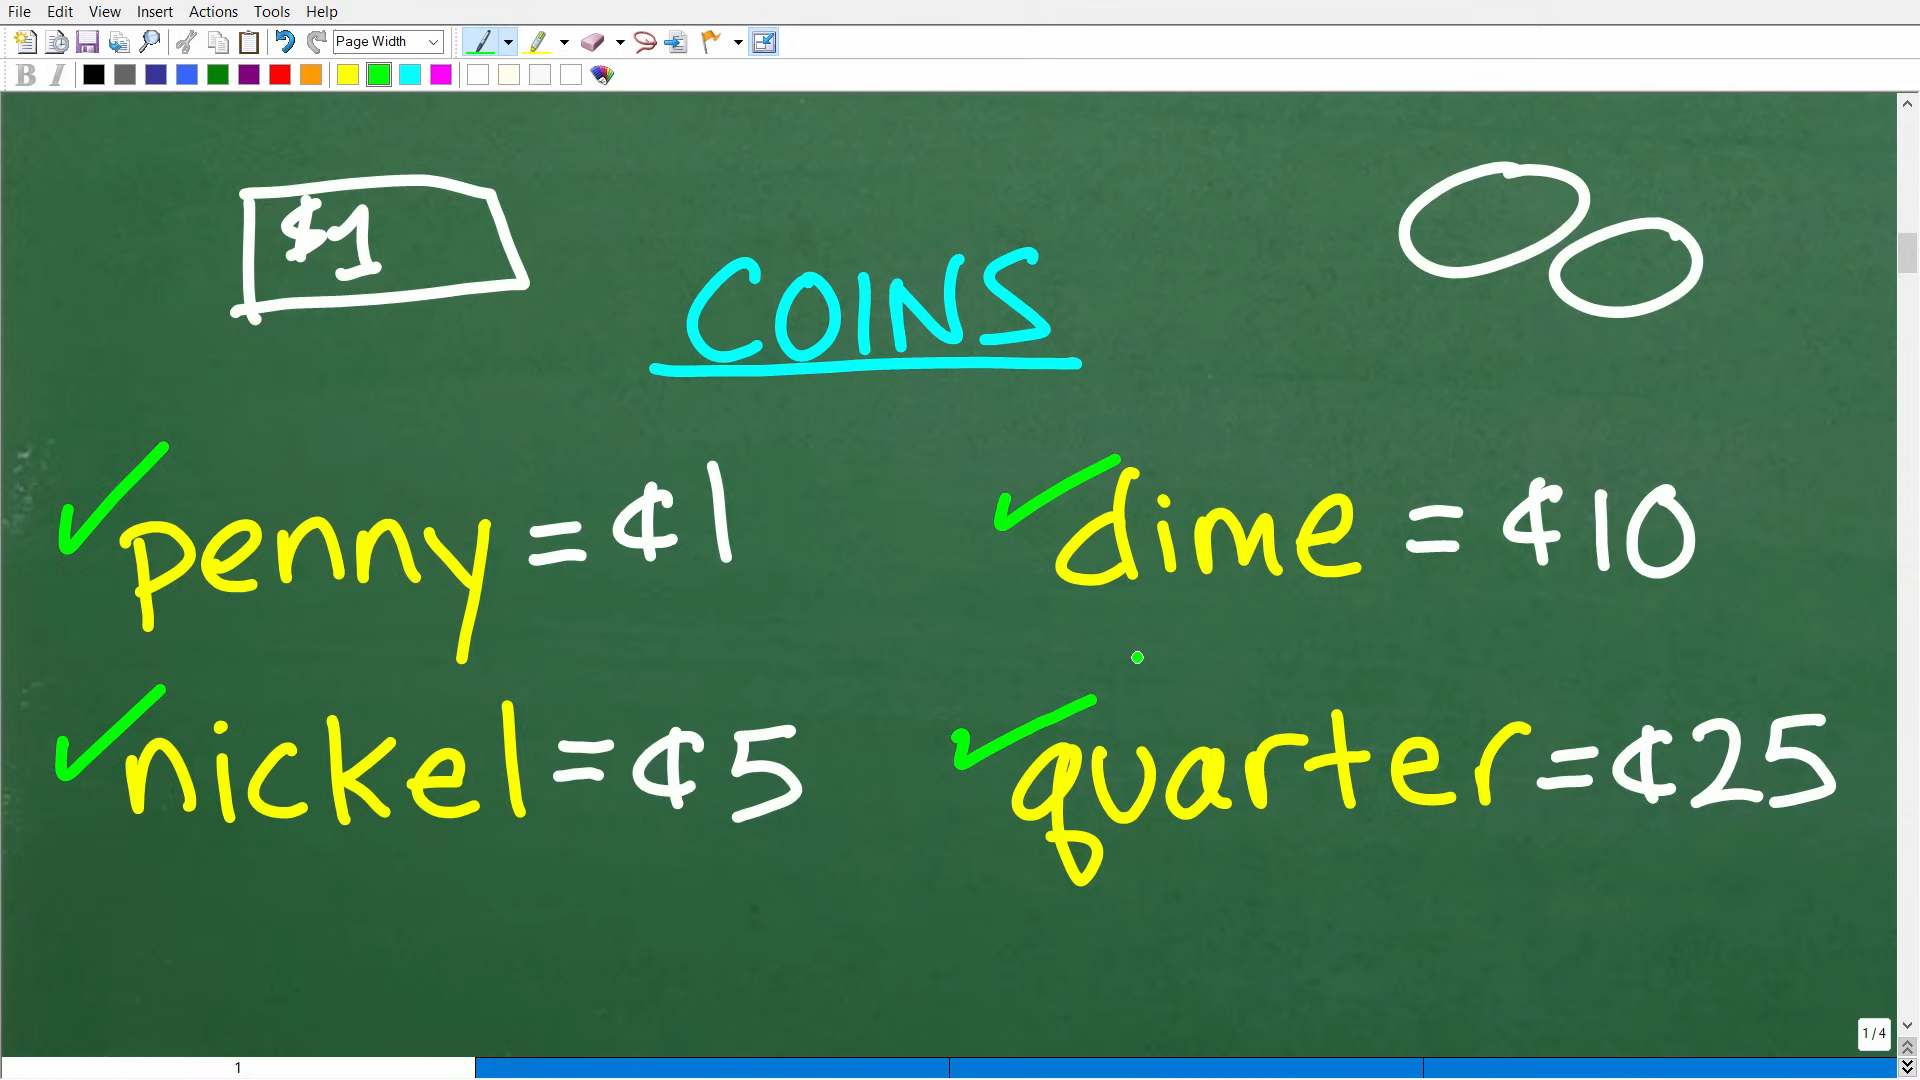 File Edit View Insert Actions Tools Help
Page Width
B I
$1
COINS
penny = ¢1
dime = ¢10
nickel = ¢5
quarter = ¢25
1 / 4
1